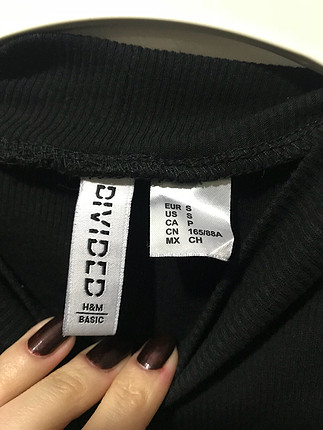 DIVIDED
H&M
BASIC
EUR S
US S
CA P
CN 165/88A
MX CH